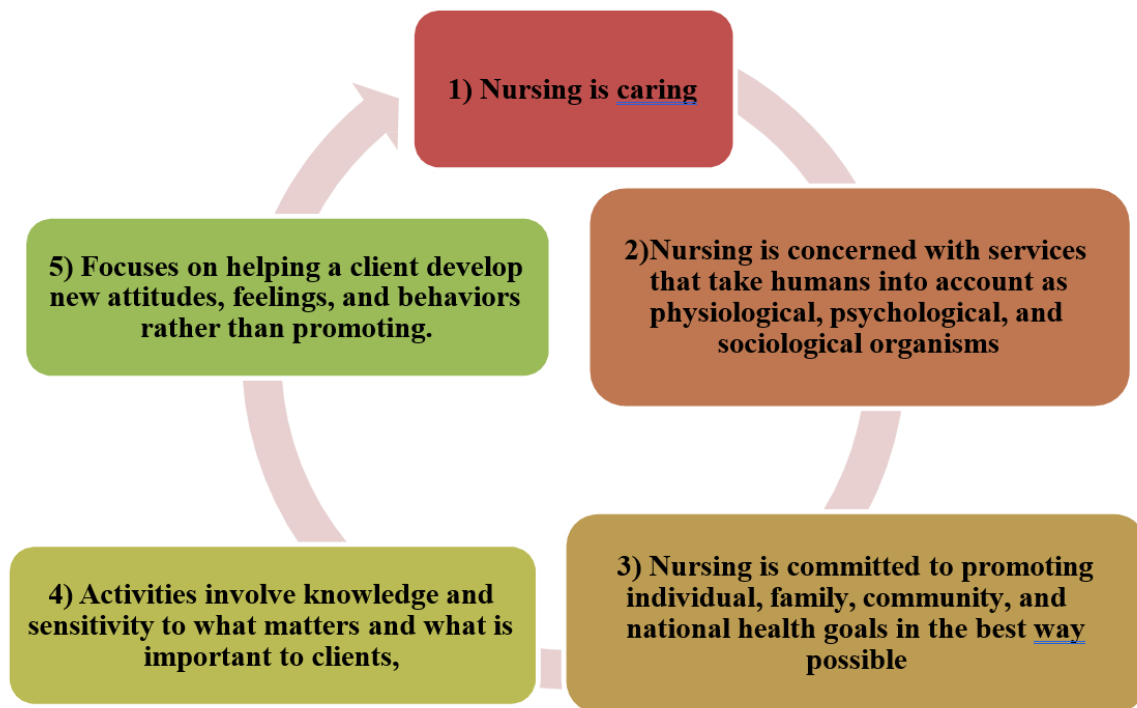 1) Nursing is caring
2)Nursing is concerned with services
that take humans into account as
physiological, psychological, and
sociological organisms
3) Nursing is committed to promoting
individual, family, community, and
national health goals in the best way
possible
4) Activities involve knowledge and
sensitivity to what matters and what is
important to clients,
5) Focuses on helping a client develop
new attitudes, feelings, and behaviors
rather than promoting.